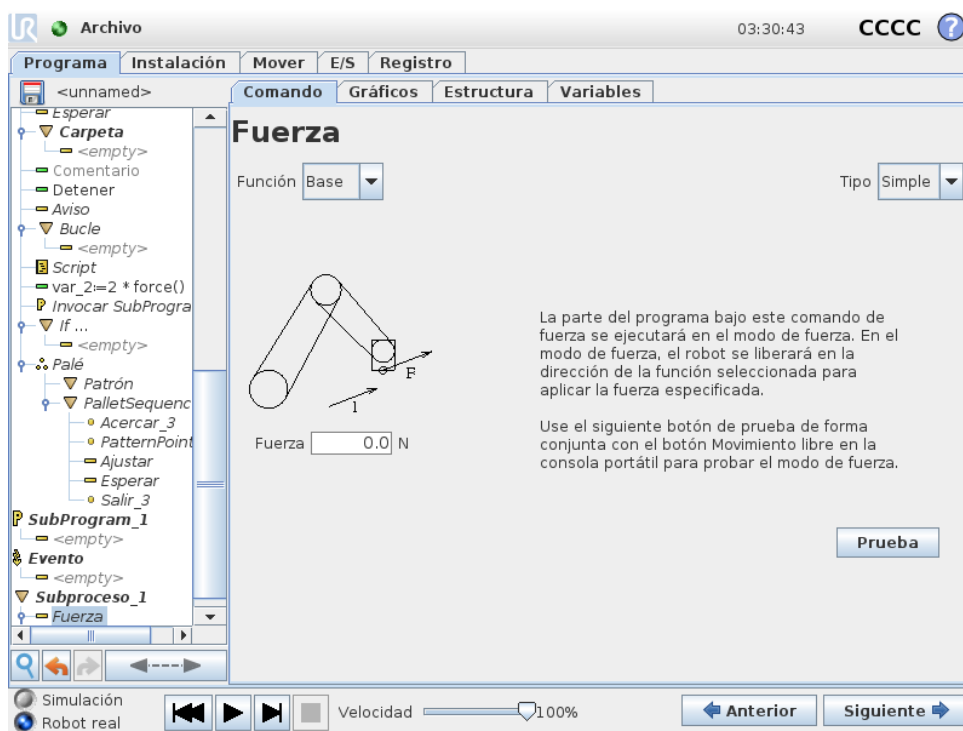 UR Archivo 03:30:43 CCCC ?
Programa Instalación Mover E/S Registro
<unnamed> Comando Gráficos Estructura Variables
Esperar
Carpeta
<empty>
Comentario
Detener
Aviso
Bucle
<empty>
Script
var_2:=2 * force()
Invocar SubProgra
If ...
<empty>
Palé
Patrón
PalletSequenc
Acercar_3
PatternPoint
Ajustar
Esperar
Salir_3
P SubProgram_1
<empty>
Evento
<empty>
Subproceso_1
Fuerza
Fuerza
Función Base Tipo Simple
F
1
Fuerza 0.0 N
La parte del programa bajo este comando de
fuerza se ejecutará en el modo de fuerza. En el
modo de fuerza, el robot se liberará en la
dirección de la función seleccionada para
aplicar la fuerza especificada.
Use el siguiente botón de prueba de forma
conjunta con el botón Movimiento libre en la
consola portátil para probar el modo de fuerza.
Prueba
Simulación
Robot real
Velocidad 100%
Anterior Siguiente